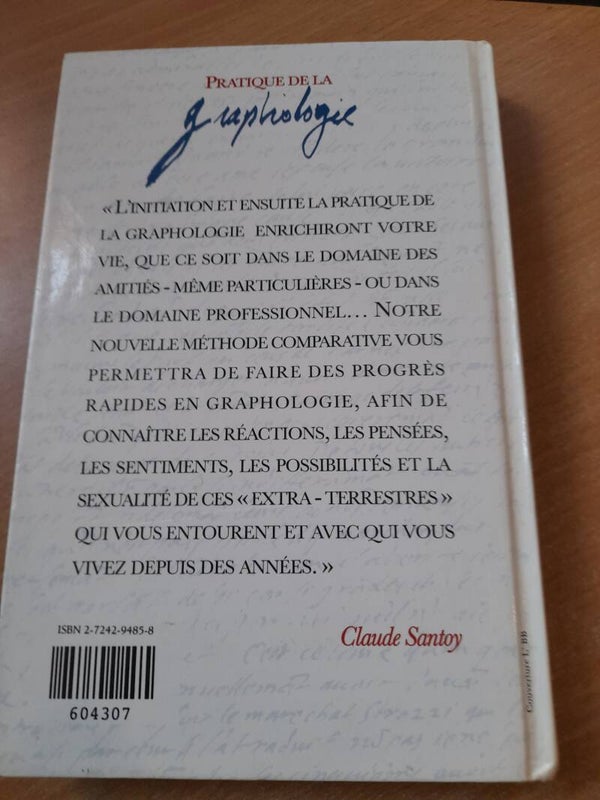 PRATIQUE DE LA
graphologie
« L'INITIATION ET ENSUITE LA PRATIQUE DE
LA GRAPHOLOGIE ENRICHIRONT VOTRE
VIE, QUE CE SOIT DANS LE DOMAINE DES
AMITIÉS - MÊME PARTICULIÈRES - OU DANS
LE DOMAINE PROFESSIONNEL... NOTRE
NOUVELLE MÉTHODE COMPARATIVE VOUS
PERMETTRA DE FAIRE DES PROGRÈS
RAPIDES EN GRAPHOLOGIE, AFIN DE
CONNAÎTRE LES RÉACTIONS, LES PENSÉES,
LES SENTIMENTS, LES POSSIBILITÉS ET LA
SEXUALITÉ DE CES « EXTRA - TERRESTRES »
QUI VOUS ENTOURENT ET AVEC QUI VOUS
VIVEZ DEPUIS DES ANNÉES. »
ISBN 2-7242-9485-8
604307
Claude Santoy
Couverture L' BB